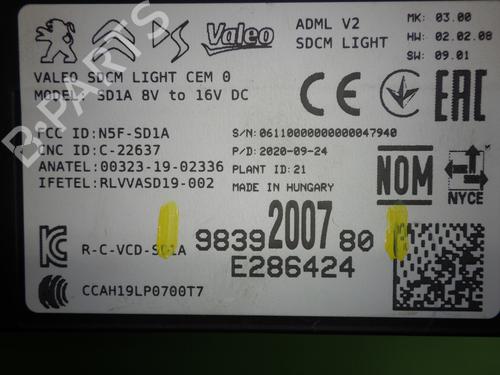 Valeo
ADML V2
SDCM LIGHT
MK: 03.00
HW: 02.02.08
SW: 09.01
VALEO SDCM LIGHT CEM 0
MODEL: SD1A 8V to 16V DC
CE
EAC
FCC ID:N5F-SD1A
CNC ID:C-22637
ANATEL:00323-19-02336
IFETEL:RLVVASD19-002
S/N:06110000000000047940
P/D:2020-09-24
PLANT ID:21
MADE IN HUNGARY
NOM
NYCE
R-C-VCD-SD1A
9839200780
E286424
CCAH19LP0700T7
B-PARTS